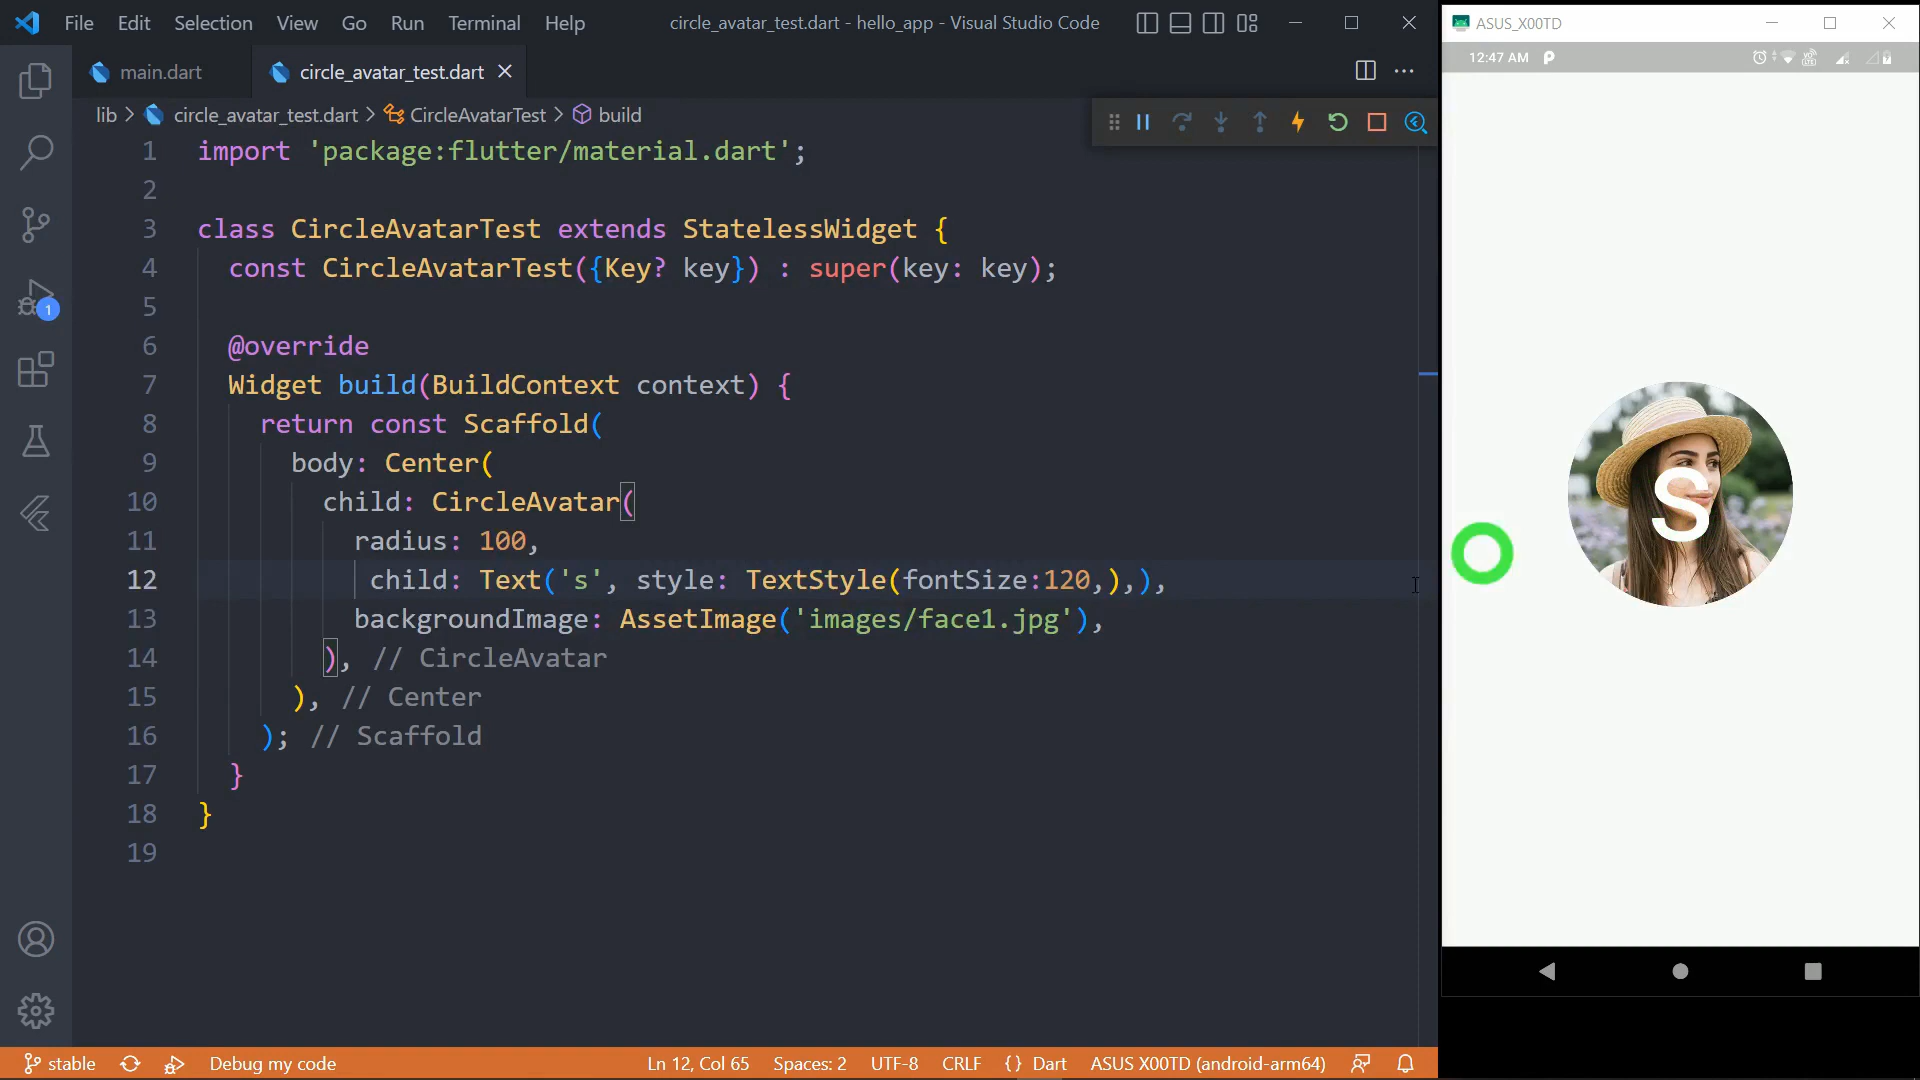 File Edit Selection View Go Run Terminal Help circle_avatar_test.dart - hello_app - Visual Studio Code
main.dart circle_avatar_test.dart
lib > circle_avatar_test.dart > CircleAvatarTest > build
1 import 'package:flutter/material.dart';
2
3 class CircleAvatarTest extends StatelessWidget {
4 const CircleAvatarTest({Key? key}) : super(key: key);
5
6 @override
7 Widget build(BuildContext context) {
8 return const Scaffold(
9 body: Center(
10 child: CircleAvatar(
11 radius: 100,
12 child: Text('s', style: TextStyle(fontSize:120,),),
13 backgroundImage: AssetImage('images/face1.jpg'),
14 ), // CircleAvatar
15 ), // Center
16 ); // Scaffold
17 }
18 }
19
1
stable Debug my code Ln 12, Col 65 Spaces: 2 UTF-8 CRLF {} Dart ASUS X00TD (android-arm64)
ASUS_X00TD
12:47 AM
s